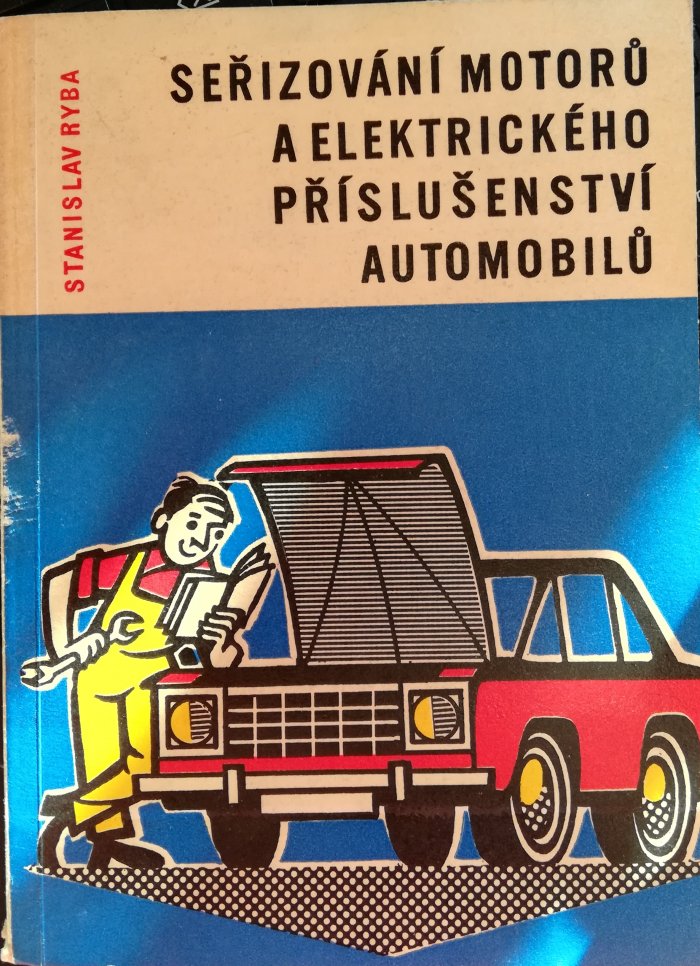 STANISLAV RYBA
SEŘIZOVÁNÍ MOTORŮ
A ELEKTRICKÉHO
PŘÍSLUŠENSTVÍ
AUTOMOBILŮ